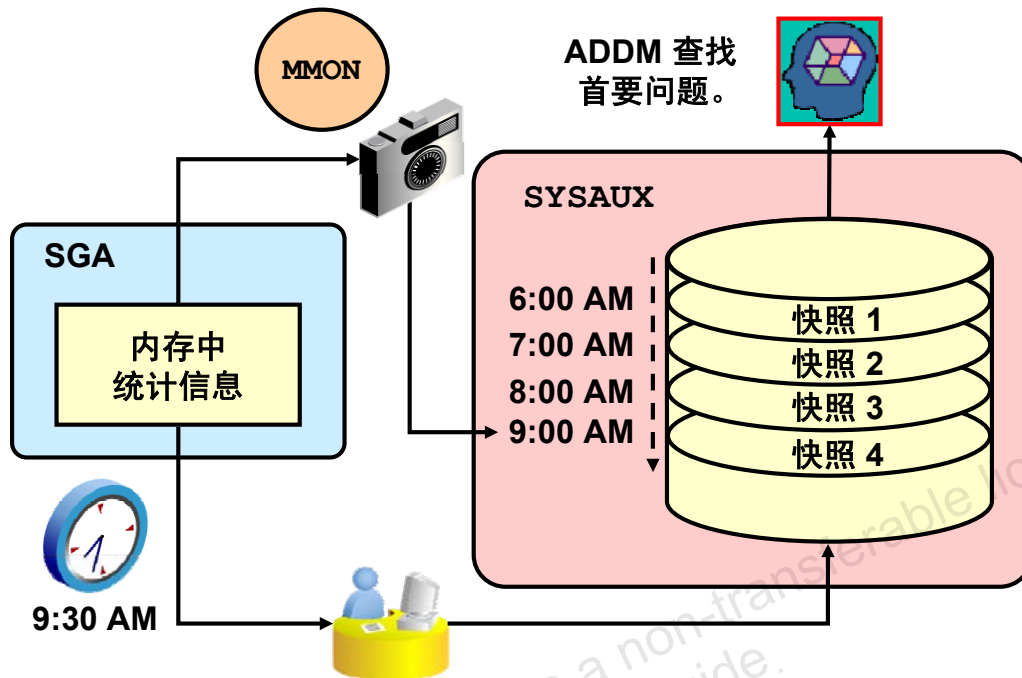 MMON
ADDM 查找
首要问题。
SYSAUX
SGA
内存中
统计信息
6:00 AM
7:00 AM
8:00 AM
9:00 AM
快照 1
快照 2
快照 3
快照 4
9:30 AM
a non-transferable